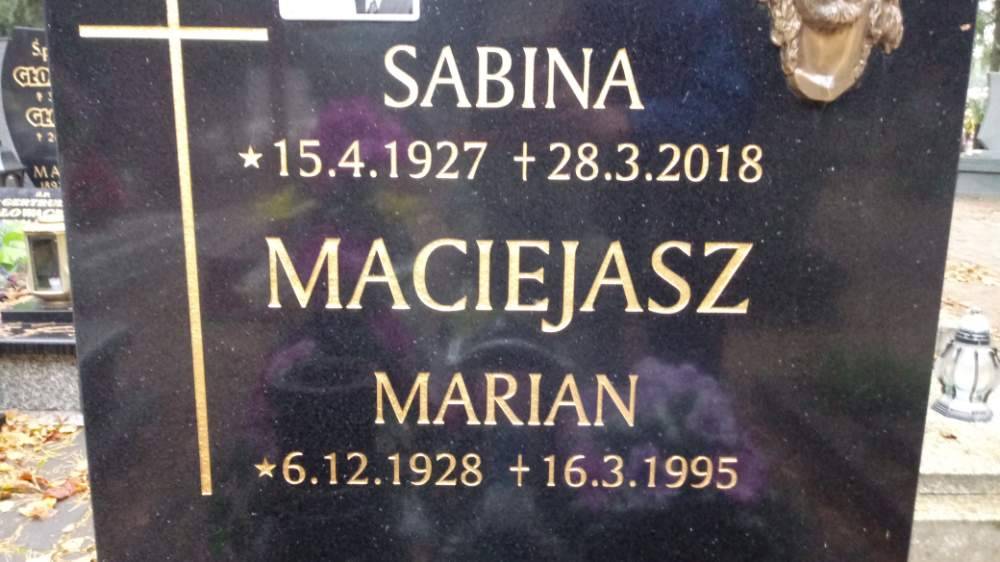 SABINA
★15.4.1927 †28.3.2018
MACIEJASZ
MARIAN
★6.12.1928 †16.3.1995